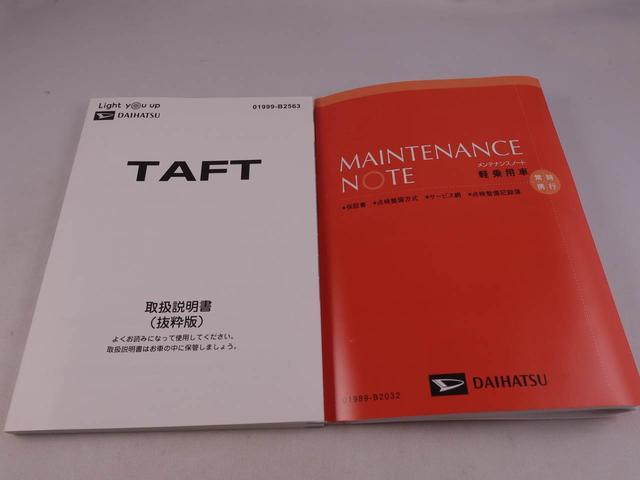 Light you up
DAIHATSU
01999-B2563
TAFT
取扱説明書
（抜粋版）
よくお読みになって使用してください。
取扱説明書はお車の中に保管しましょう。
MAINTENANCE
NOTE
メンテナンスノート
軽乗用車
常時
携行
●保証書 ●点検整備方式 ●サービス網 ●点検整備記録簿
DAIHATSU
01989-B2032